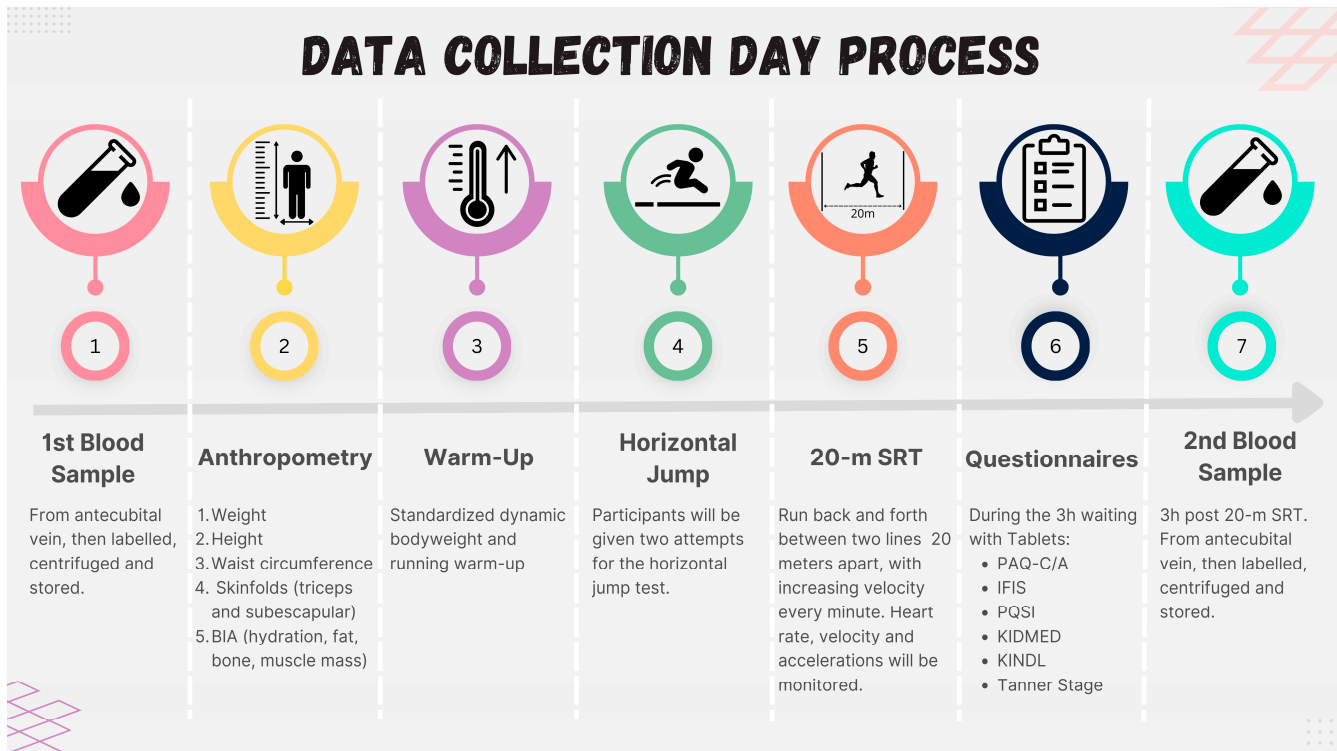 DATA COLLECTION DAY PROCESS
20m
1
2
3
4
5
6
7
1st Blood
Sample
From antecubital
vein, then labelled,
centrifuged and
stored.
Anthropometry
1. Weight
2. Height
3. Waist circumference
4. Skinfolds (triceps
and subescapular)
5. BIA (hydration, fat,
bone, muscle mass)
Warm-Up
Standardized dynamic
bodyweight and
running warm-up
Horizontal
Jump
Participants will be
given two attempts
for the horizontal
jump test.
20-m SRT
Run back and forth
between two lines 20
meters apart, with
increasing velocity
every minute. Heart
rate, velocity and
accelerations will be
monitored.
Questionnaires
During the 3h waiting
with Tablets:
• PAQ-C/A
• IFIS
• PQSI
• KIDMED
• KINDL
• Tanner Stage
2nd Blood
Sample
3h post 20-m SRT.
From antecubital
vein, then labelled,
centrifuged and
stored.